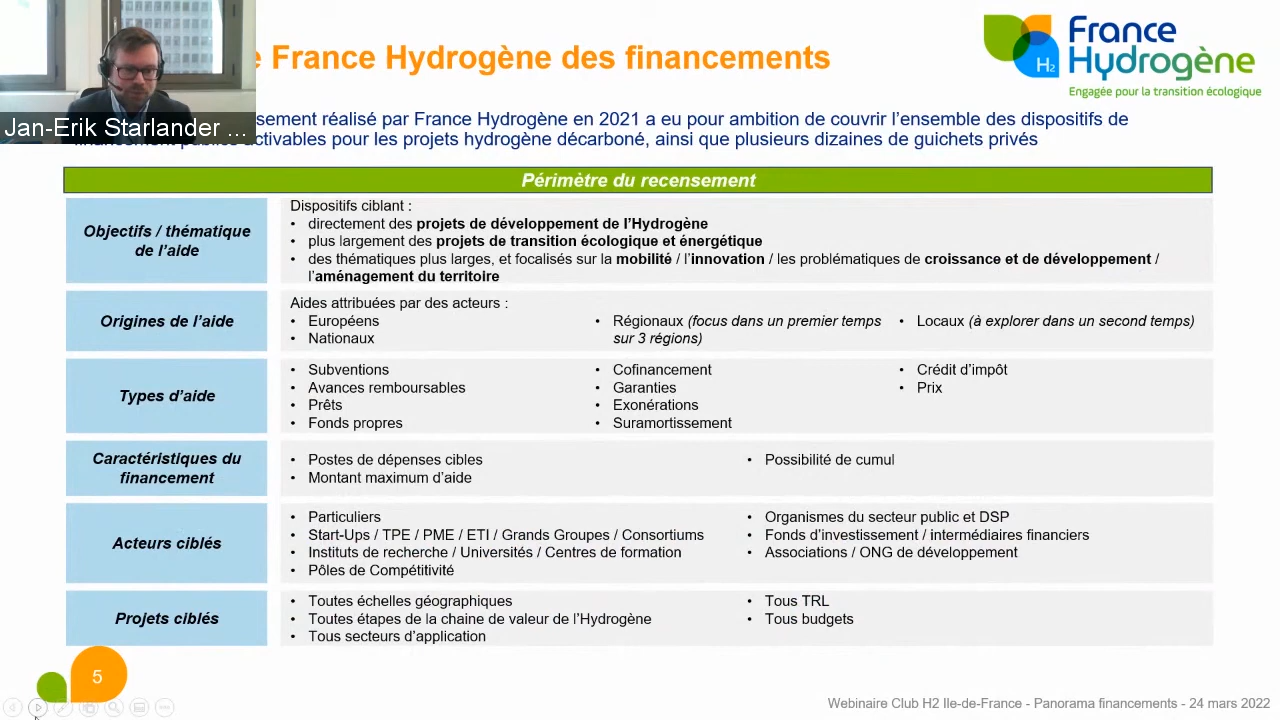 France Hydrogène des financements
France
Hydrogène
H2
Engagée pour la transition écologique
Jan-Erik Starlander ...
réalisé par France Hydrogène en 2021 a eu pour ambition de couvrir l'ensemble des dispositifs de
activables pour les projets hydrogène décarboné, ainsi que plusieurs dizaines de guichets privés
Périmètre du recensement
Objectifs / thématique
de l'aide
Dispositifs ciblant :
• directement des projets de développement de l'Hydrogène
• plus largement des projets de transition écologique et énergétique
• des thématiques plus larges, et focalisés sur la mobilité / l'innovation / les problématiques de croissance et de développement /
l'aménagement du territoire
Origines de l'aide
Aides attribuées par des acteurs :
• Européens
• Nationaux
• Régionaux (focus dans un premier temps
sur 3 régions)
• Locaux (à explorer dans un second temps)
Types d'aide
• Subventions
• Avances remboursables
• Prêts
• Fonds propres
• Cofinancement
• Garanties
• Exonérations
• Suramortissement
• Crédit d'impôt
• Prix
Caractéristiques du
financement
• Postes de dépenses cibles
• Montant maximum d'aide
• Possibilité de cumul
Acteurs ciblés
• Particuliers
• Start-Ups / TPE / PME / ETI / Grands Groupes / Consortiums
• Instituts de recherche / Universités / Centres de formation
• Pôles de Compétitivité
• Organismes du secteur public et DSP
• Fonds d'investissement / intermédiaires financiers
• Associations / ONG de développement
Projets ciblés
• Toutes échelles géographiques
• Toutes étapes de la chaine de valeur de l'Hydrogène
• Tous secteurs d'application
• Tous TRL
• Tous budgets
5
Webinaire Club H2 Ile-de-France - Panorama financements - 24 mars 2022